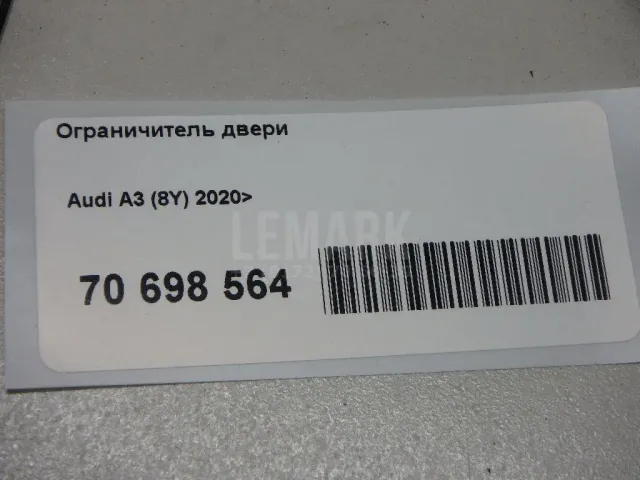 Ограничитель двери
Audi A3 (8Y) 2020>
LEMARK
70 698 564